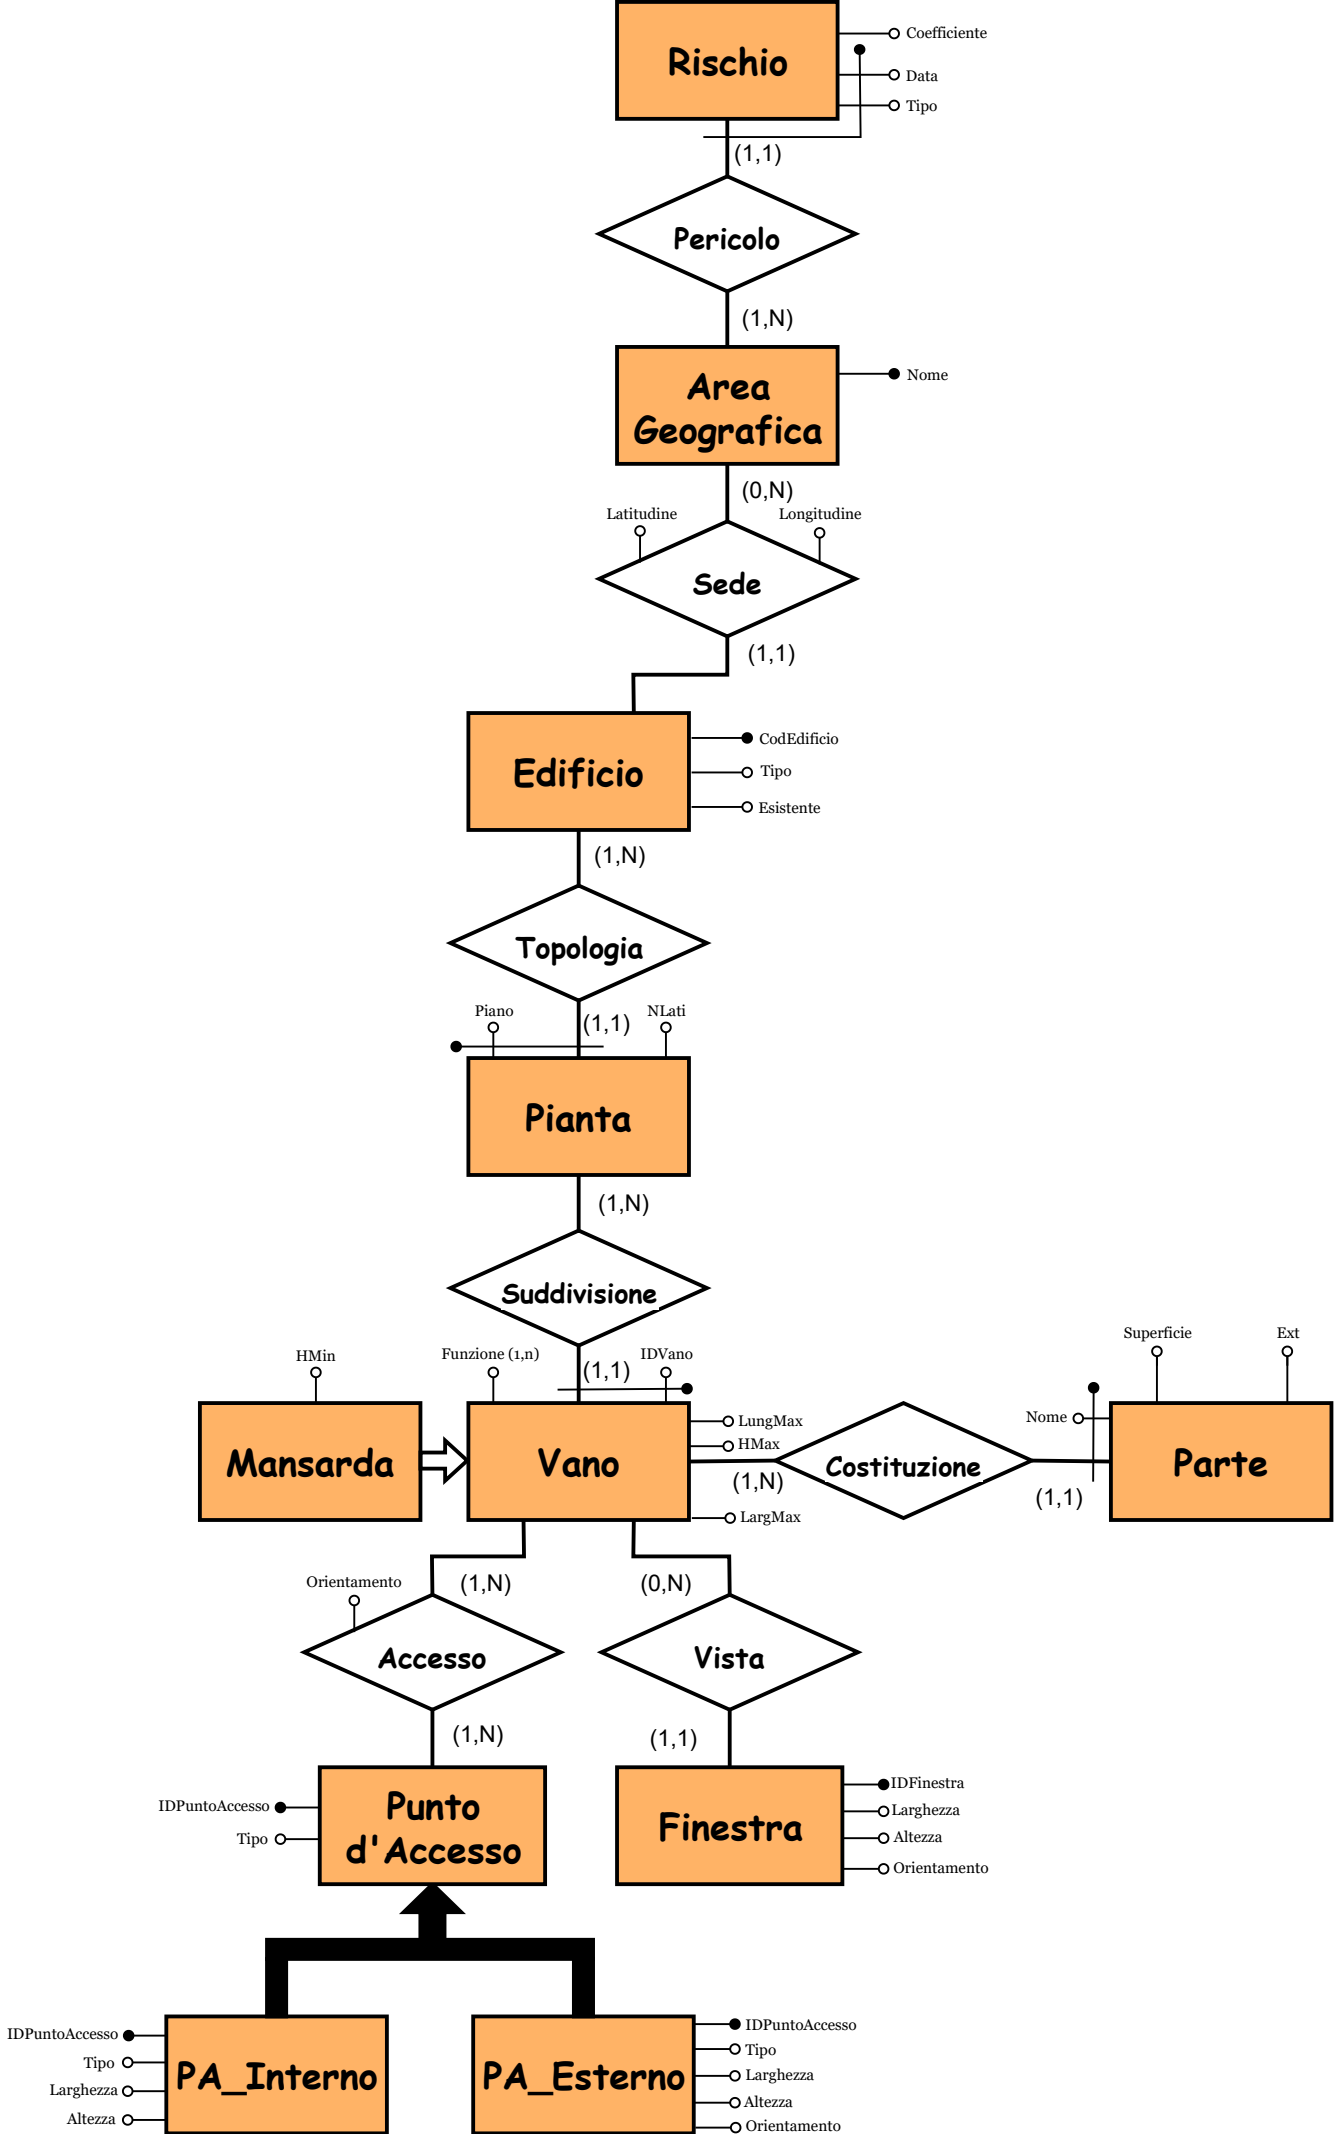 Rischio
Coefficiente
Data
Tipo
(1,1)
Pericolo
(1,N)
Area
Geografica
Nome
(0,N)
Latitudine
Longitudine
Sede
(1,1)
Edificio
CodEdificio
Tipo
Esistente
(1,N)
Topologia
Piano
(1,1)
NLati
Pianta
(1,N)
Suddivisione
HMin
Funzione (1,n)
(1,1)
IDVano
Superficie
Ext
Mansarda
Vano
LungMax
HMax
(1,N)
LargMax
Costituzione
Nome
(1,1)
Parte
Orientamento
(1,N)
(0,N)
Accesso
Vista
(1,N)
(1,1)
IDPuntoAccesso
Tipo
Punto
d'Accesso
Finestra
IDFinestra
Larghezza
Altezza
Orientamento
IDPuntoAccesso
Tipo
Larghezza
Altezza
PA_Interno
PA_Esterno
IDPuntoAccesso
Tipo
Larghezza
Altezza
Orientamento